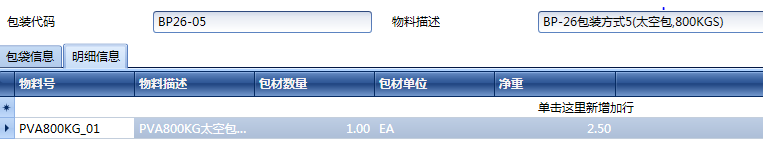 包装代码 BP26-05 物料描述 BP-26包装方式5(太空包,800KGS)
包袋信息 明细信息
物料号 物料描述 包材数量 包材单位 净重
单击这里新增加行
PVA800KG_01 PVA800KG太空包... 1.00 EA 2.50